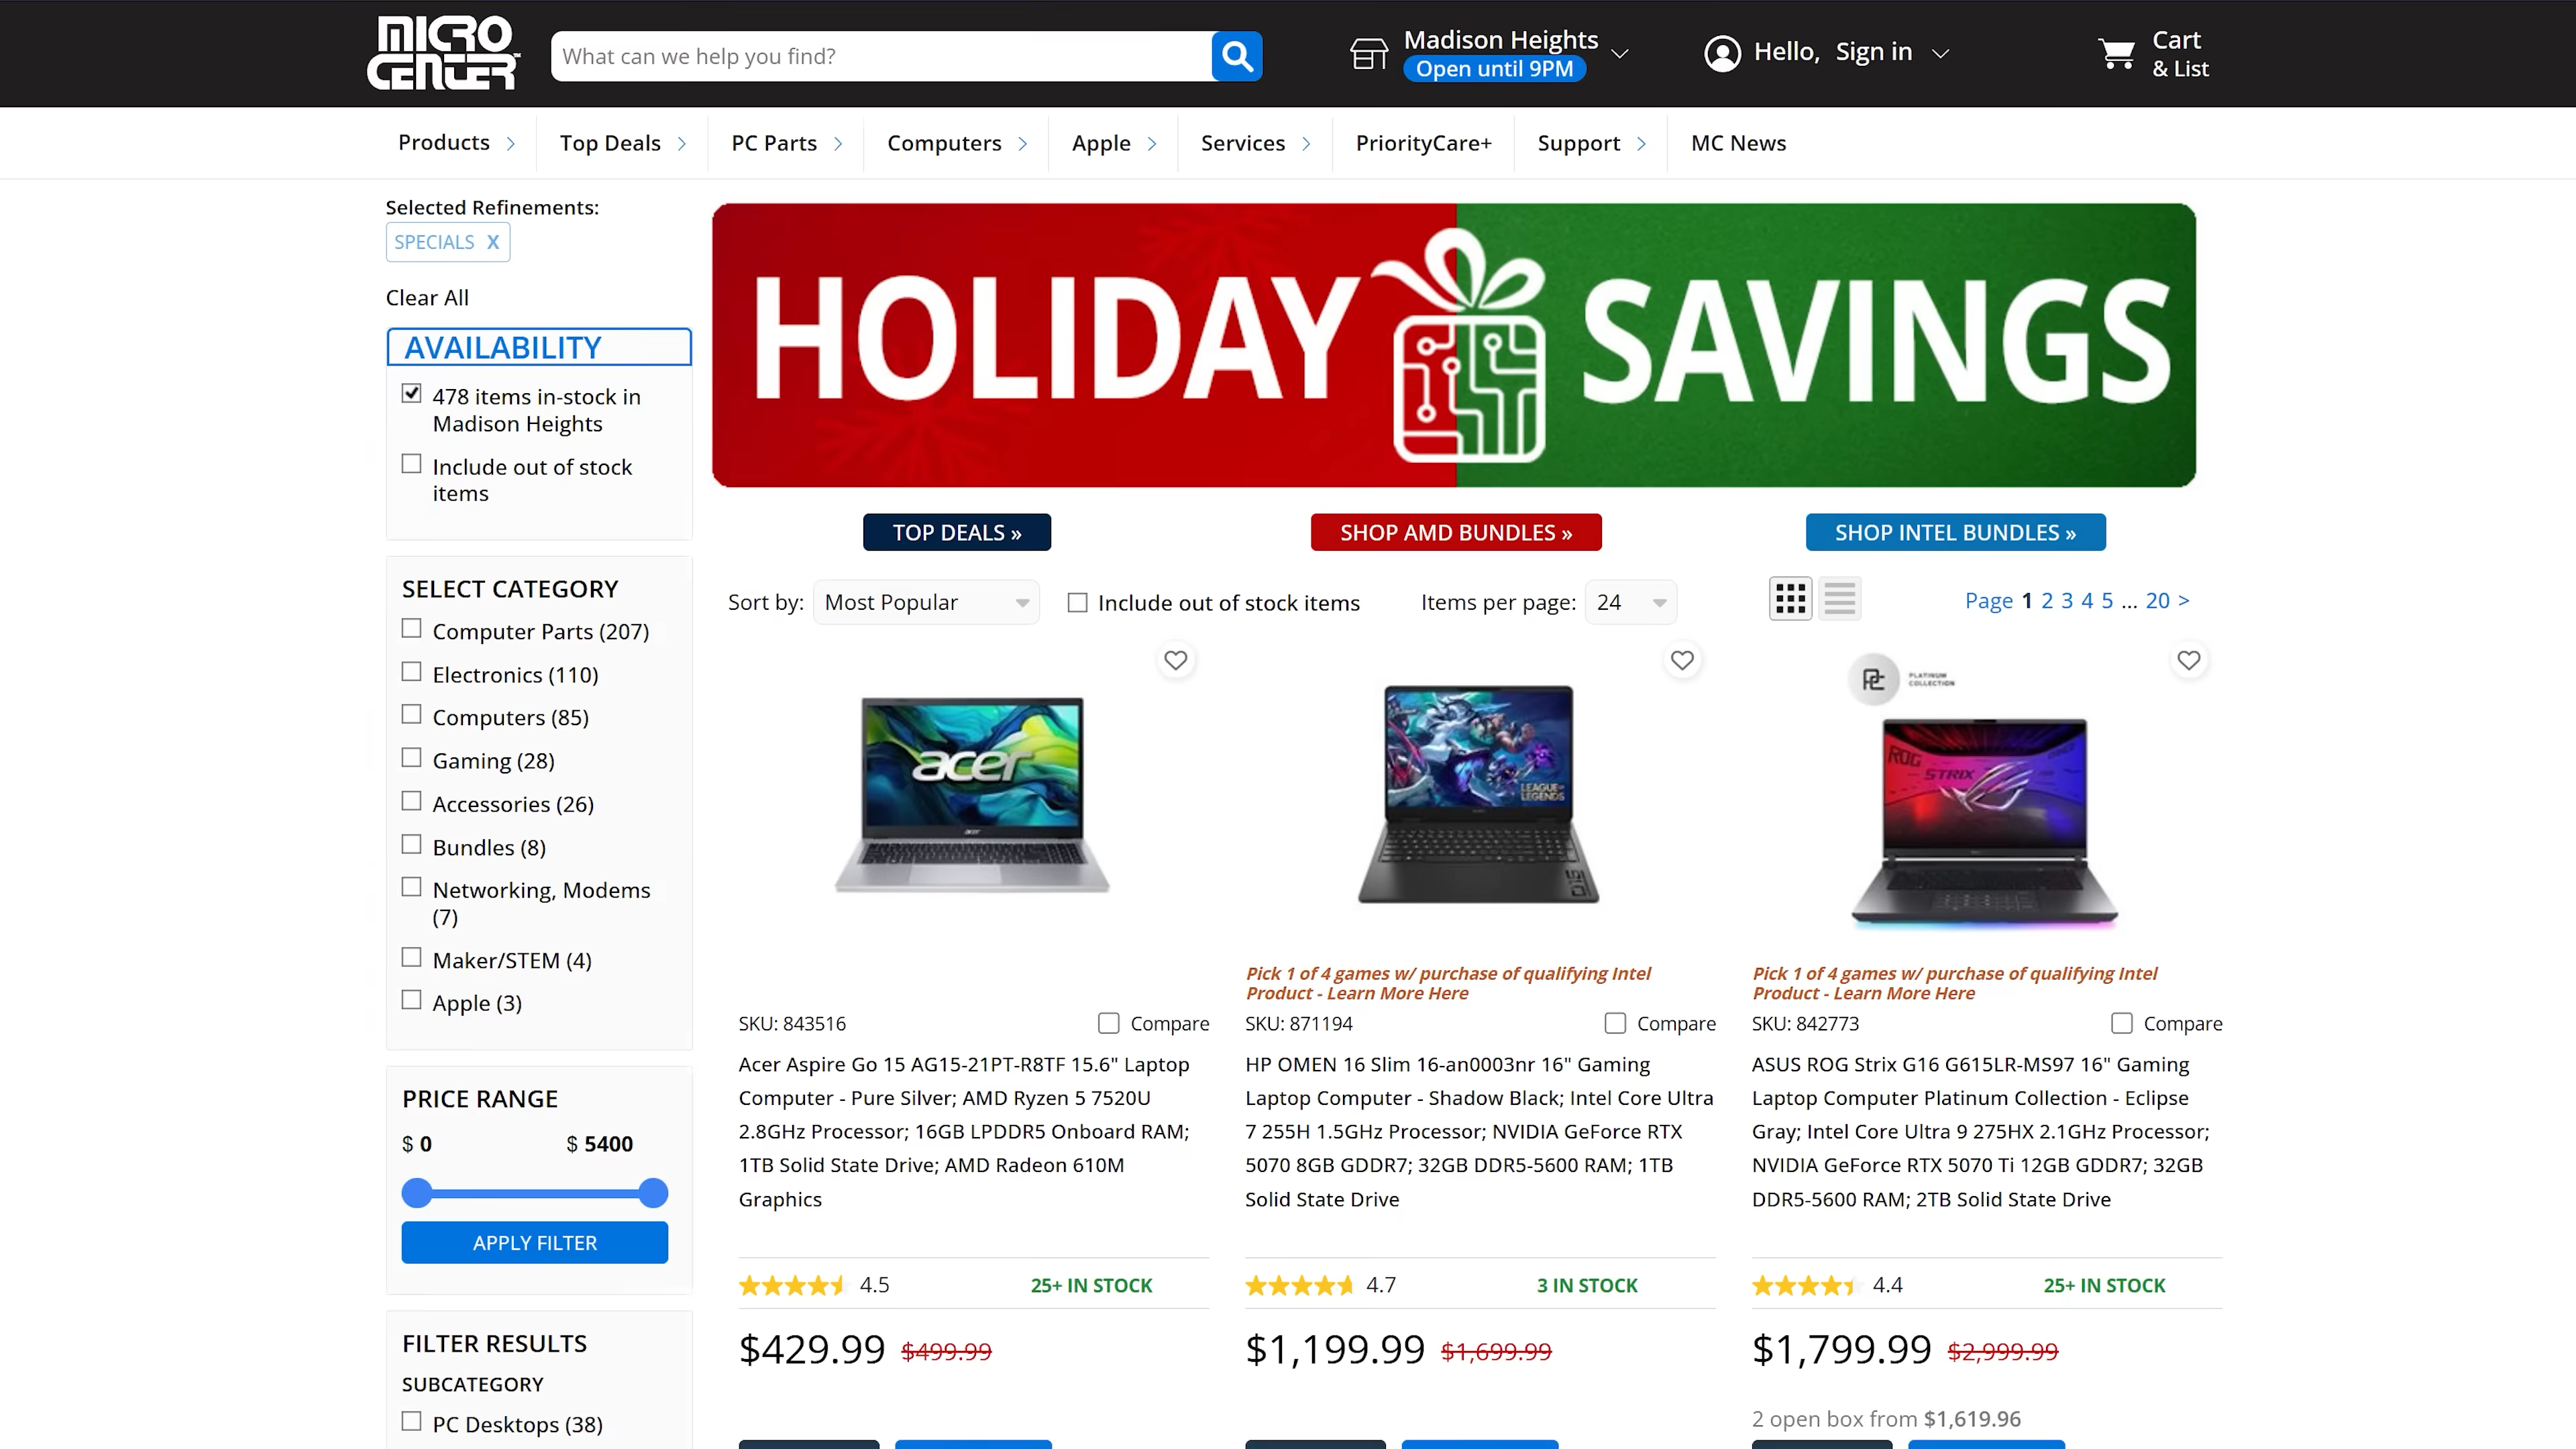 MICRO
CENTER
What can we help you find?
Madison Heights
Open until 9PM
Hello, Sign in
Cart
& List
Products
Top Deals
PC Parts
Computers
Apple
Services
PriorityCare+
Support
MC News
Selected Refinements:
SPECIALS X
Clear All
AVAILABILITY
478 items in-stock in
Madison Heights
Include out of stock
items
SELECT CATEGORY
Computer Parts (207)
Electronics (110)
Computers (85)
Gaming (28)
Accessories (26)
Bundles (8)
Networking, Modems
(7)
Maker/STEM (4)
Apple (3)
PRICE RANGE
$ 0
$ 5400
APPLY FILTER
FILTER RESULTS
SUBCATEGORY
PC Desktops (38)
HOLIDAY SAVINGS
TOP DEALS »
SHOP AMD BUNDLES »
SHOP INTEL BUNDLES »
Sort by: Most Popular
Include out of stock items
Items per page: 24
Page 1 2 3 4 5 ... 20 >
acer
acer
SKU: 843516
Compare
Acer Aspire Go 15 AG15-21PT-R8TF 15.6" Laptop
Computer - Pure Silver; AMD Ryzen 5 7520U
2.8GHz Processor; 16GB LPDDR5 Onboard RAM;
1TB Solid State Drive; AMD Radeon 610M
Graphics
4.5
25+ IN STOCK
$429.99 $499.99
LEAGUE OF
LEGENDS
Pick 1 of 4 games w/ purchase of qualifying Intel
Product - Learn More Here
SKU: 871194
Compare
HP OMEN 16 Slim 16-an0003nr 16" Gaming
Laptop Computer - Shadow Black; Intel Core Ultra
7 255H 1.5GHz Processor; NVIDIA GeForce RTX
5070 8GB GDDR7; 32GB DDR5-5600 RAM; 1TB
Solid State Drive
4.7
3 IN STOCK
$1,199.99 $1,699.99
PLATINUM
COLLECTION
ROG
STRIX
Pick 1 of 4 games w/ purchase of qualifying Intel
Product - Learn More Here
SKU: 842773
Compare
ASUS ROG Strix G16 G615LR-MS97 16" Gaming
Laptop Computer Platinum Collection - Eclipse
Gray; Intel Core Ultra 9 275HX 2.1GHz Processor;
NVIDIA GeForce RTX 5070 Ti 12GB GDDR7; 32GB
DDR5-5600 RAM; 2TB Solid State Drive
4.4
25+ IN STOCK
$1,799.99 $2,999.99
2 open box from $1,619.96